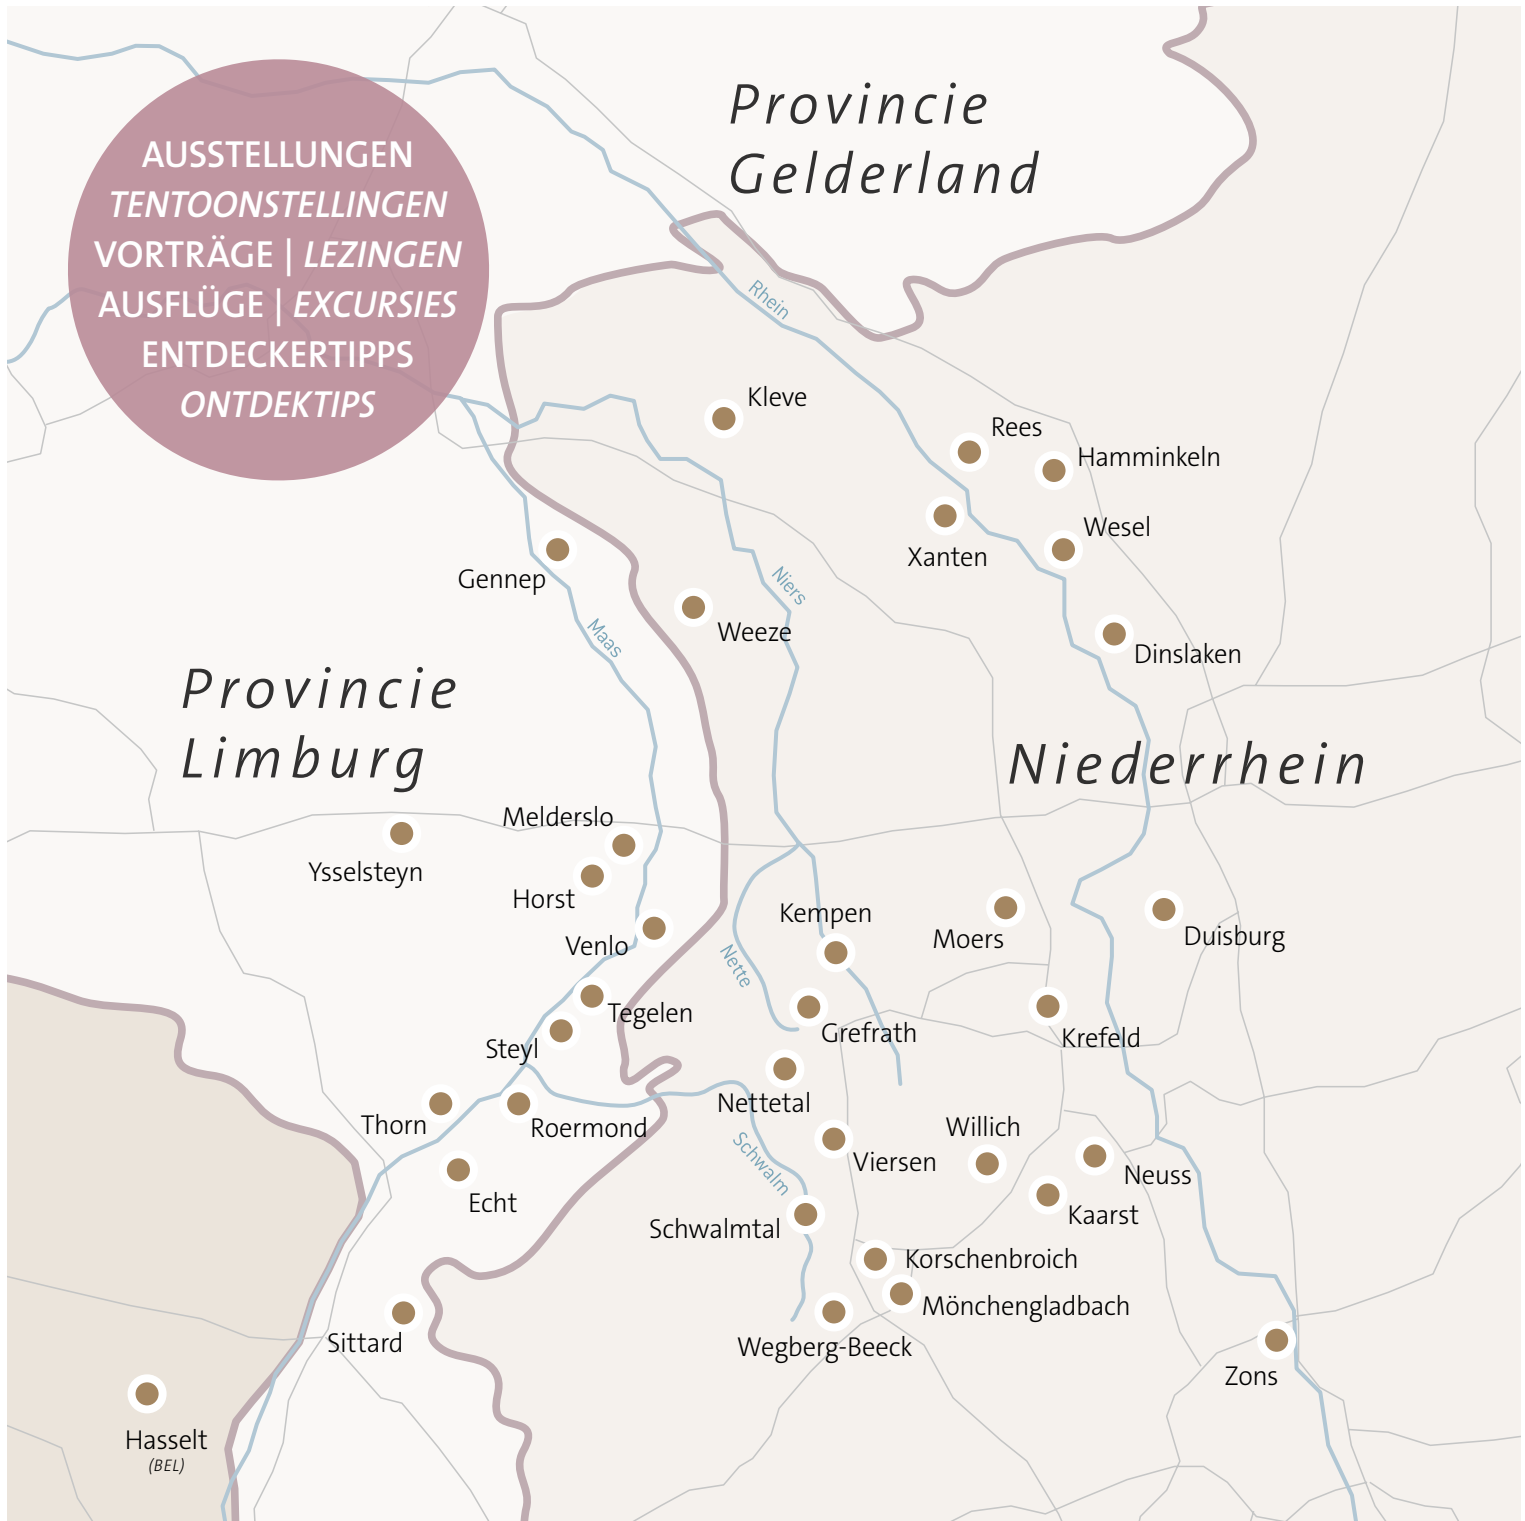 Provincie
Gelderland
AUSSTELLUNGEN
TENTOONSTELLINGEN
VORTRÄGE | LEZINGEN
AUSFLÜGE | EXCURSIES
ENTDECKERTIPPS
ONTDEKTIPS
Rhein
Kleve
Rees
Hamminkeln
Wesel
Xanten
Gennep
Niers
Weeze
Maas
Dinslaken
Provincie
Limburg
Niederrhein
Melderslo
Ysselsteyn
Horst
Kempen
Moers
Duisburg
Venlo
Nette
Tegelen
Grefrath
Krefeld
Steyl
Nettetal
Thorn
Roermond
Willich
Schwalm
Viersen
Neuss
Echt
Kaarst
Schwalmtal
Korschenbroich
Mönchengladbach
Sittard
Wegberg-Beeck
Zons
Hasselt
(BEL)